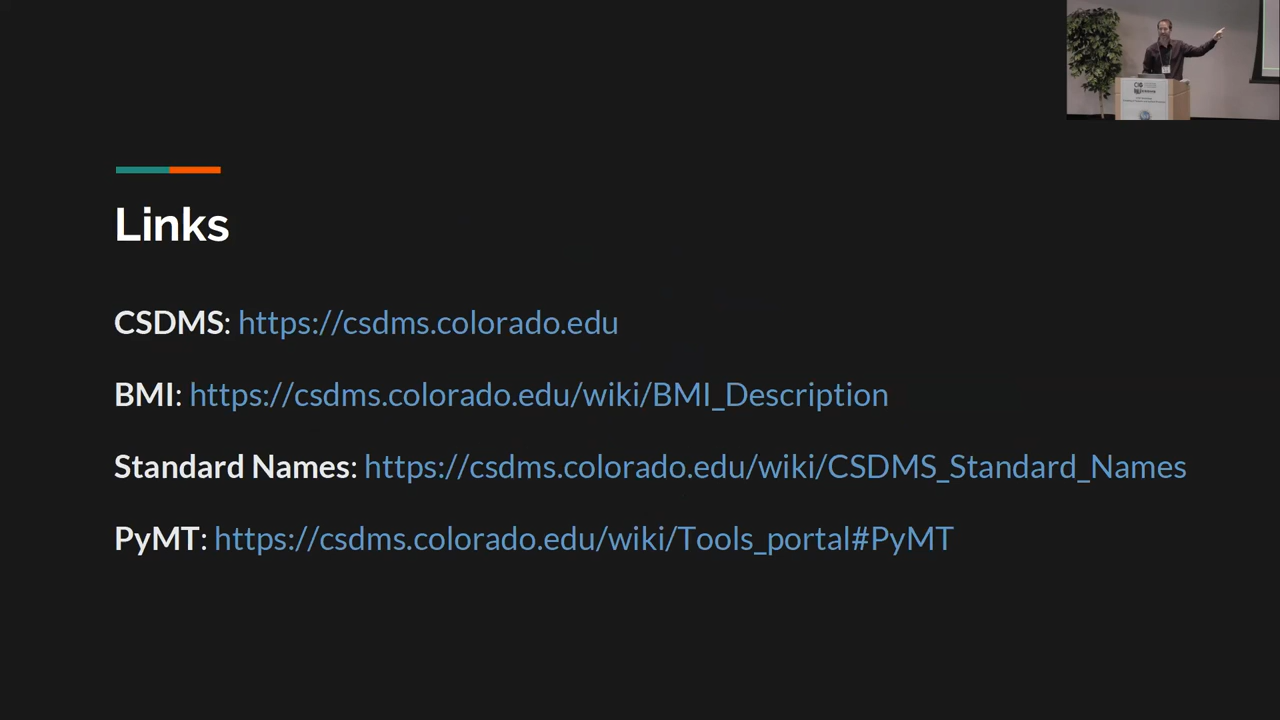 Links
CSDMS: https://csdms.colorado.edu
BMI: https://csdms.colorado.edu/wiki/BMI_Description
Standard Names: https://csdms.colorado.edu/wiki/CSDMS_Standard_Names
PyMT: https://csdms.colorado.edu/wiki/Tools_portal#PyMT